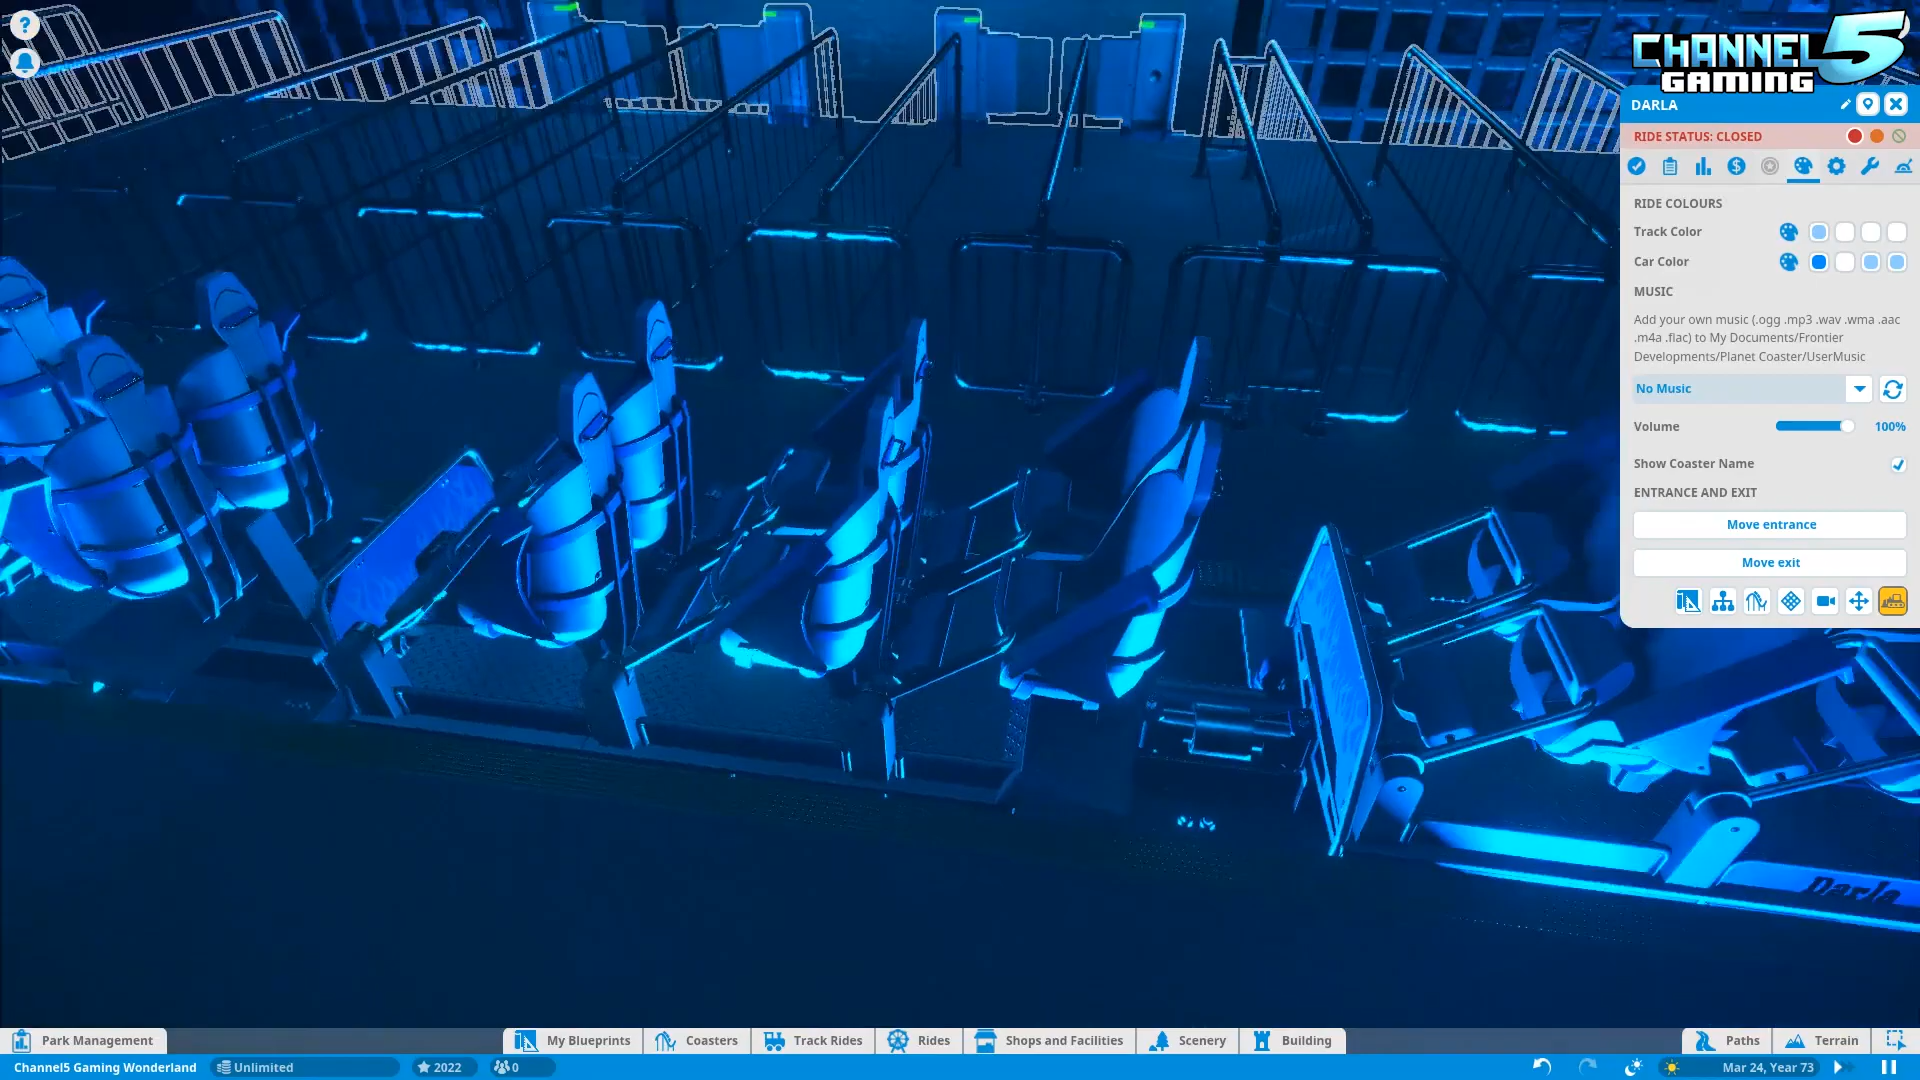 CHANNEL 5
GAMING
DARLA
RIDE STATUS: CLOSED
RIDE COLOURS
Track Color
Car Color
MUSIC
Add your own music (.ogg .mp3 .wav .wma .aac
.m4a .flac) to My Documents/Frontier
Developments/Planet Coaster/UserMusic
No Music
Volume 100%
Show Coaster Name
ENTRANCE AND EXIT
Move entrance
Move exit
Darla
Park Management My Blueprints Coasters Track Rides Rides Shops and Facilities Scenery Building Paths Terrain
Channel5 Gaming Wonderland Unlimited 2022 0 Mar 24, Year 73